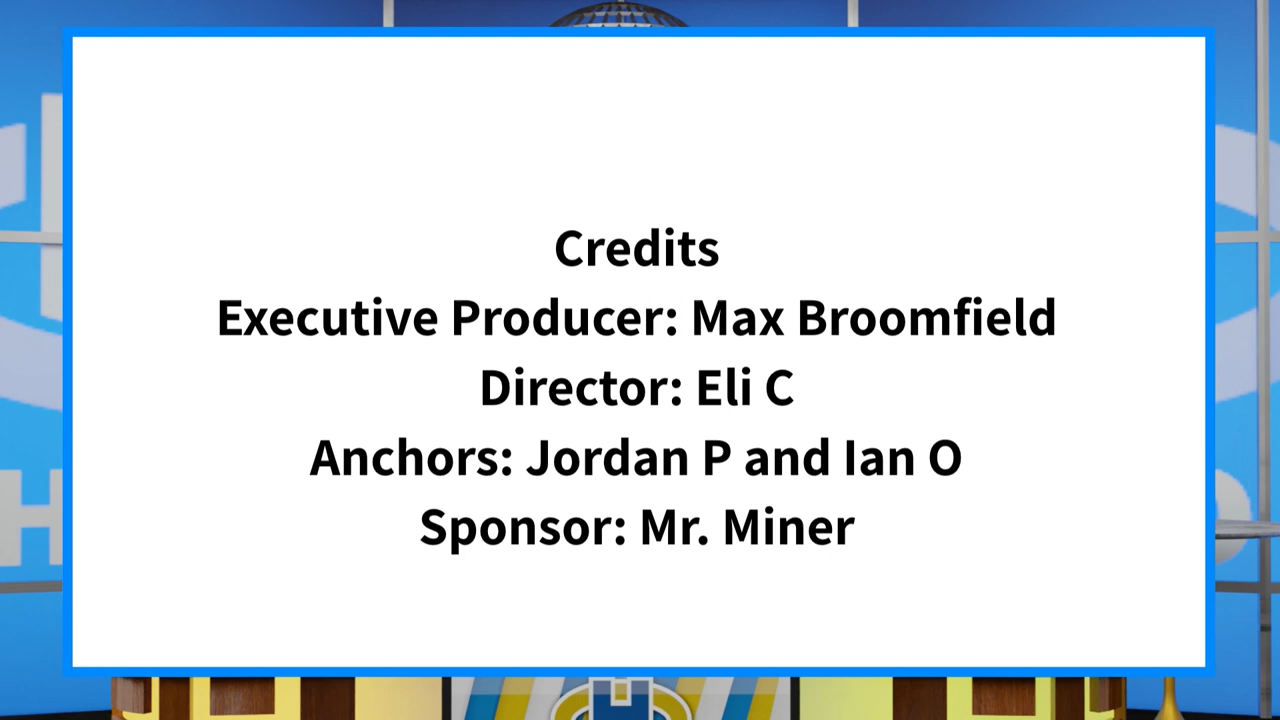 Credits
Executive Producer: Max Broomfield
Director: Eli C
Anchors: Jordan P and Ian O
Sponsor: Mr. Miner